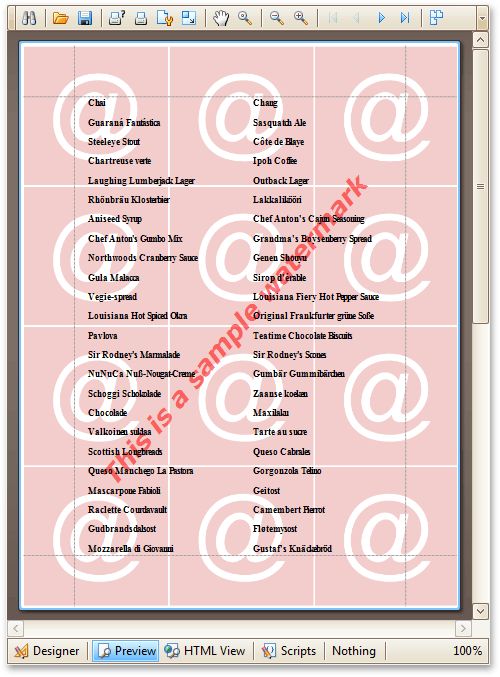 Chai Chang
Guaraná Fantástica Sasquatch Ale
Steeleye Stout Côte de Blaye
Chartreuse verte Ipoh Coffee
Laughing Lumberjack Lager Outback Lager
Rhönbräu Klosterbier Lakkalikööri
Aniseed Syrup Chef Anton's Cajun Seasoning
Chef Anton's Gumbo Mix Grandma's Boysenberry Spread
Northwoods Cranberry Sauce Genen Shouyu
Gula Malacca Sirop d'érable
Vegie-spread Louisiana Fiery Hot Pepper Sauce
Louisiana Hot Spiced Okra Original Frankfurter grüne Soße
Pavlova Teatime Chocolate Biscuits
Sir Rodney's Marmalade Sir Rodney's Scones
NuNuCa Nuß-Nougat-Creme Gumbär Gummibärchen
Schoggi Schokolade Zaanse koeken
Chocolade Maxilaku
Valkoinen suklaa Tarte au sucre
Scottish Longbreads Queso Cabrales
Queso Manchego La Pastora Gorgonzola Telino
Mascarpone Fabioli Geitost
Raclette Courdavault Camembert Pierrot
Gudbrandsdalsost Fløtemysost
Mozzarella di Giovanni Gustaf's Knäckebröd
This is a sample watermark
@ @ @
@ @ @
@ @ @
@ @ @
Designer Preview HTML View Scripts Nothing 100%